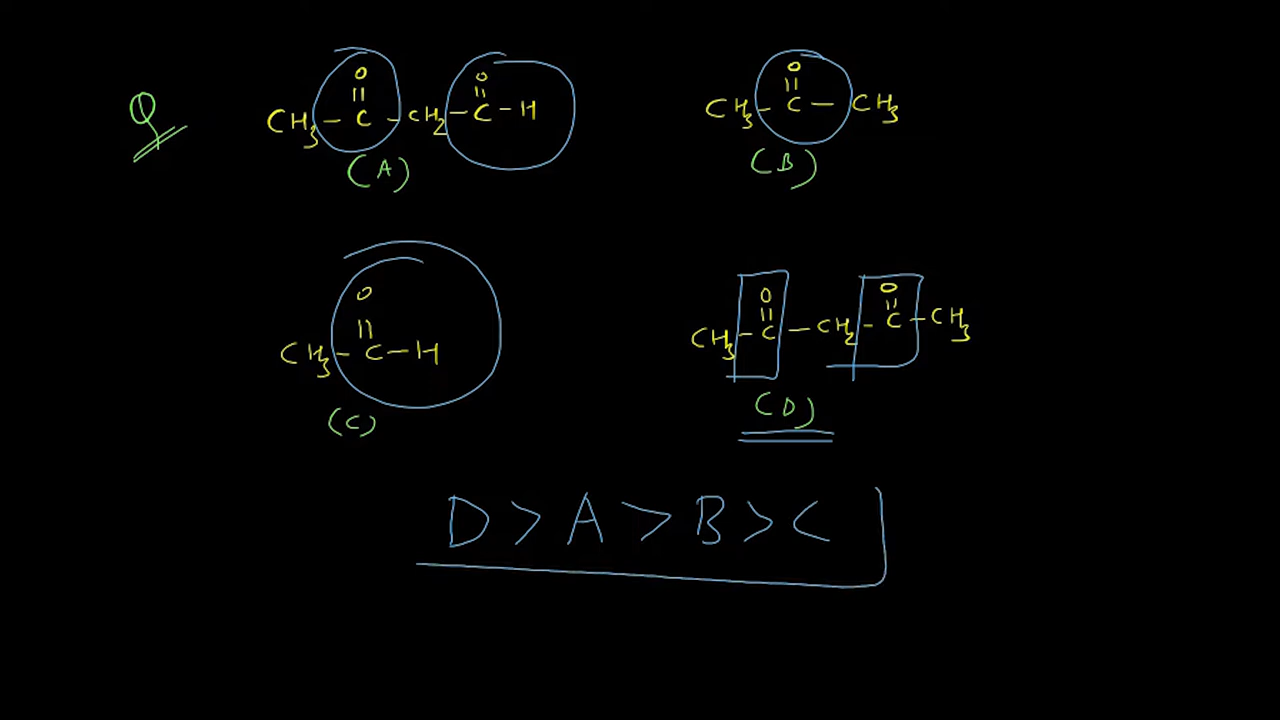 Q
O O
CH3 - C - CH2 - C - H
(A)
O
CH3 - C - CH3
(B)
O
CH3 - C - H
(C)
O O
CH3 - C - CH2 - C - CH3
(D)
D > A > B > C